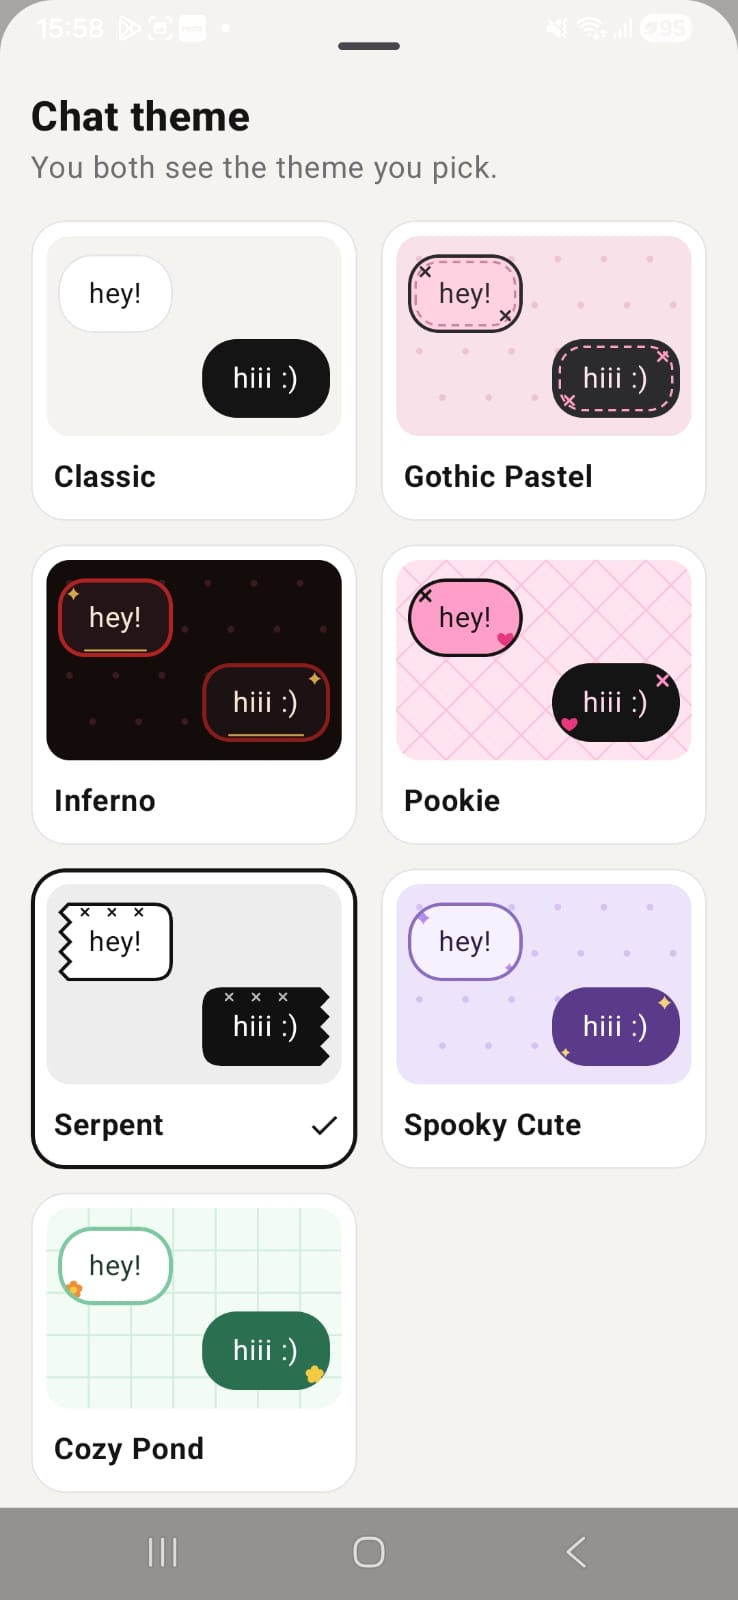 15:58
95
Chat theme
You both see the theme you pick.
hey!
hiii :)
Classic
hey!
hiii :)
Gothic Pastel
hey!
hiii :)
Inferno
hey!
hiii :)
Pookie
hey!
hiii :)
Serpent
hey!
hiii :)
Spooky Cute
hey!
hiii :)
Cozy Pond